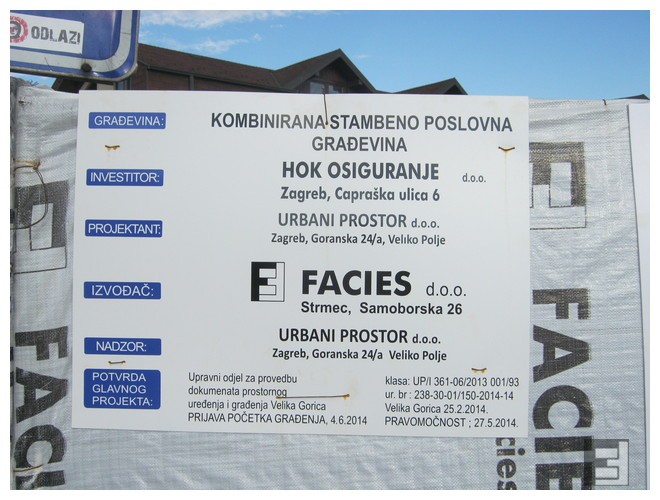 ODLAZI
GRAĐEVINA:
KOMBINIRANA STAMBENO POSLOVNA
GRAĐEVINA
INVESTITOR:
HOK OSIGURANJE d.o.o.
Zagreb, Capraška ulica 6
PROJEKTANT:
URBANI PROSTOR d.o.o.
Zagreb, Goranska 24/a, Veliko Polje
IZVOĐAČ:
FACIES d.o.o.
Strmec, Samoborska 26
NADZOR:
URBANI PROSTOR d.o.o.
Zagreb, Goranska 24/a Veliko Polje
POTVRDA
GLAVNOG
PROJEKTA:
Upravni odjel za provedbu
dokumenata prostornog
uređenja i građenja Velika Gorica
PRIJAVA POČETKA GRAĐENJA, 4.6.2014
klasa: UP/I 361-06/2013 001/93
ur. br : 238-30-01/150-2014-14
Velika Gorica 25.2.2014.
PRAVOMOČNOST ; 27.5.2014.
FACIE
cies
FACI